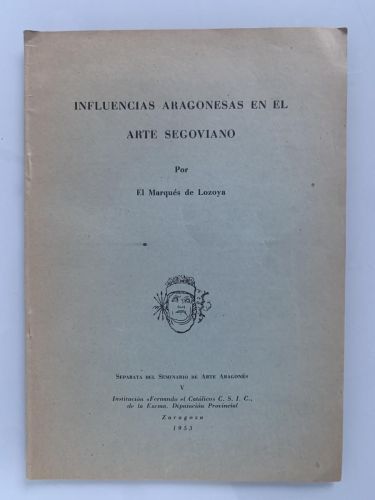 INFLUENCIAS ARAGONESAS EN EL
ARTE SEGOVIANO
Por
El Marqués de Lozoya
SEPARATA DEL SEMINARIO DE ARTE ARAGONÉS
V
Institución «Fernando el Católico» C. S. I. C.,
de la Excma. Diputación Provincial
Zaragoza
1953